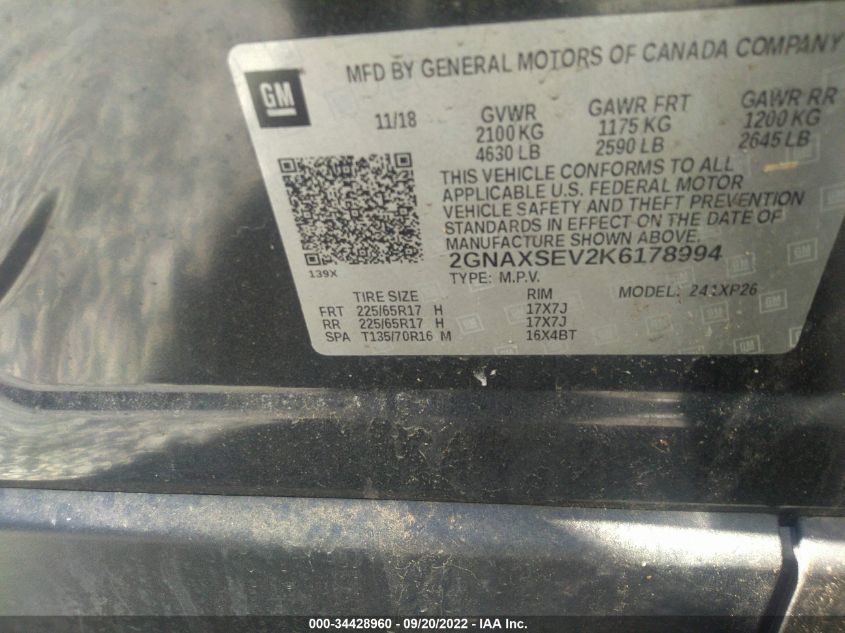 MFD BY GENERAL MOTORS OF CANADA COMPANY
GM
11/18 GVWR GAWR FRT GAWR RR
2100 KG 1175 KG 1200 KG
4630 LB 2590 LB 2645 LB
THIS VEHICLE CONFORMS TO ALL
APPLICABLE U.S. FEDERAL MOTOR
VEHICLE SAFETY AND THEFT PREVENTION
STANDARDS IN EFFECT ON THE DATE OF
MANUFACTURE SHOWN ABOVE.
2GNAXSEV2K6178994
139X
TYPE: M.P.V. MODEL:
TIRE SIZE RIM
FRT 225/65R17 H 17X7J
RR 225/65R17 H 17X7J
SPA T135/70R16 M 16X4BT
000-34428960 - 09/20/2022 - IAA Inc.